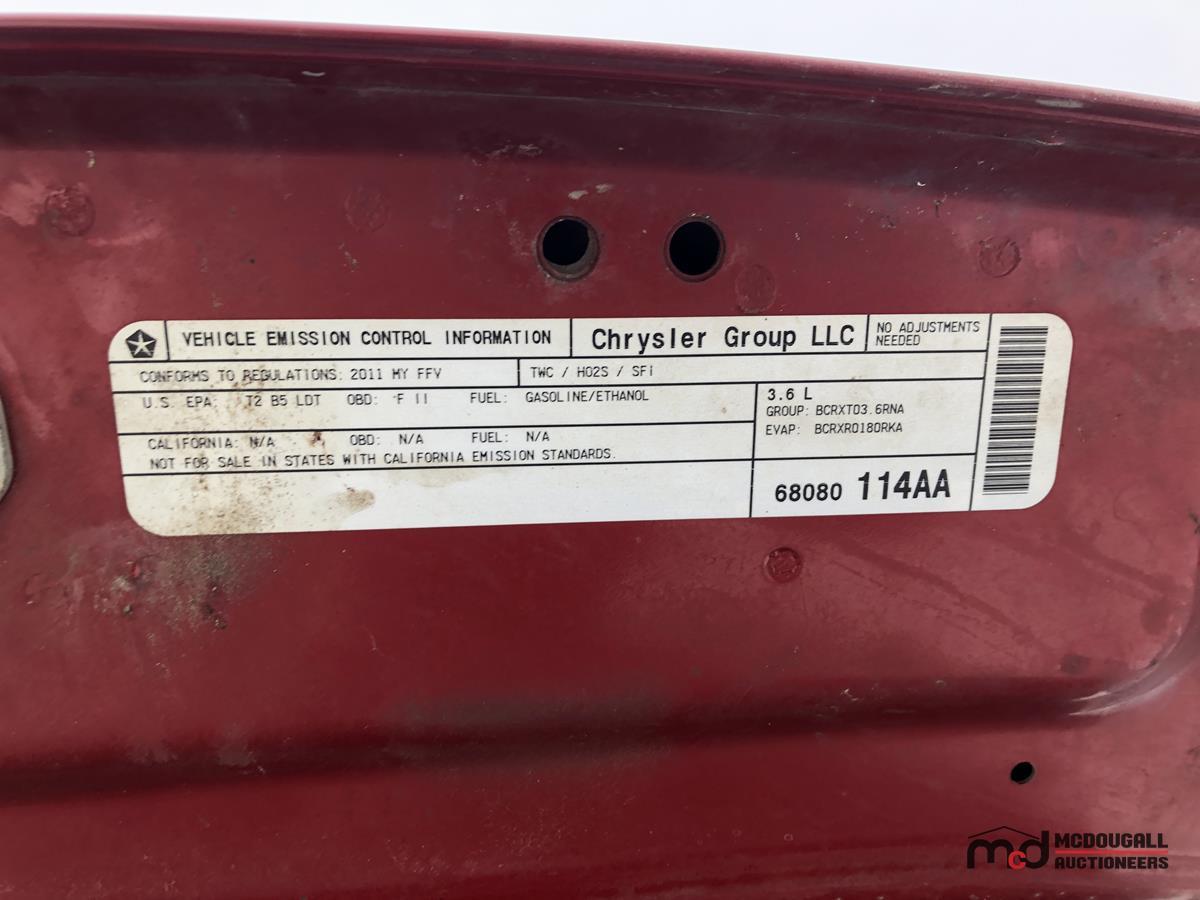 VEHICLE EMISSION CONTROL INFORMATION
Chrysler Group LLC
NO ADJUSTMENTS
NEEDED
CONFORMS TO REGULATIONS: 2011 MY FFV
TWC / HO2S / SFI
U.S. EPA: T2 B5 LDT OBD: F II FUEL: GASOLINE/ETHANOL
CALIFORNIA: N/A OBD: N/A FUEL: N/A
NOT FOR SALE IN STATES WITH CALIFORNIA EMISSION STANDARDS.
3.6 L
GROUP: BCRXT03.6RNA
EVAP: BCRXR0180RKA
68080 114AA
mcd MCDOUGALL
AUCTIONEERS